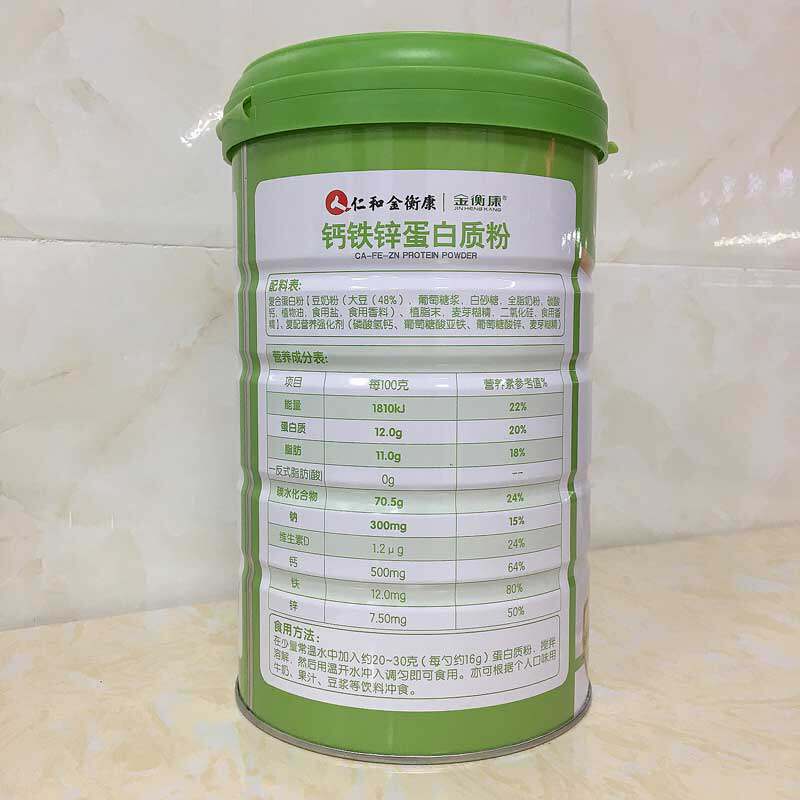 仁和金衡康 金衡康®
JIN HENG KANG
钙铁锌蛋白质粉
CA-FE-ZN PROTEIN POWDER
配料表:
复合蛋白粉【豆奶粉（大豆（48%），葡萄糖浆，白砂糖，全脂奶粉，碳酸
钙，植物油，食用盐，食用香料），植脂末，麦芽糊精，二氧化硅，食用香
精】，复配营养强化剂（磷酸氢钙、葡萄糖酸亚铁、葡萄糖酸锌、麦芽糊精）
营养成分表:
项目 每100克 营养素参考值%
能量 1810kJ 22%
蛋白质 12.0g 20%
脂肪 11.0g 18%
—反式脂肪(酸) 0g --
碳水化合物 70.5g 24%
钠 300mg 15%
维生素D 1.2μg 24%
钙 500mg 64%
铁 12.0mg 80%
锌 7.50mg 50%
食用方法:
在少量常温水中加入约20~30克（每勺约16g）蛋白质粉，搅拌
溶解，然后用温开水冲入调匀即可食用。亦可根据个人口味用
牛奶、果汁、豆浆等饮料冲食。